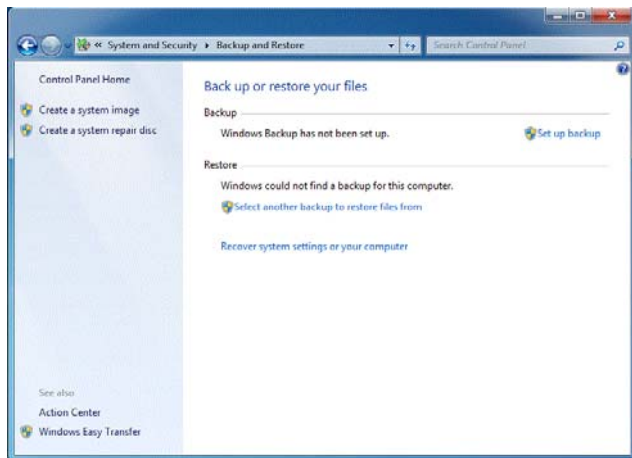 « System and Security ▸ Backup and Restore
Search Control Panel
Control Panel Home
Create a system image
Create a system repair disc
Back up or restore your files
Backup
Windows Backup has not been set up.
Set up backup
Restore
Windows could not find a backup for this computer.
Select another backup to restore files from
Recover system settings or your computer
See also
Action Center
Windows Easy Transfer